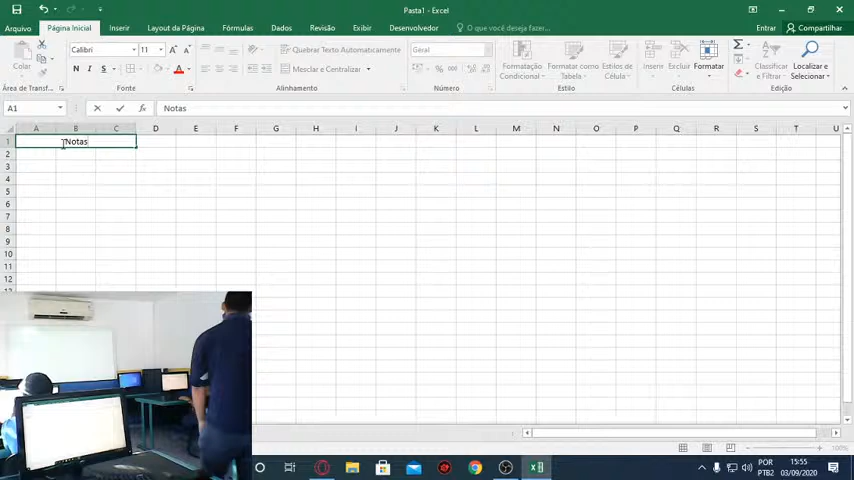 Pasta1 - Excel
Arquivo Página Inicial Inserir Layout da Página Fórmulas Dados Revisão Exibir Desenvolvedor O que você deseja fazer... Entrar Compartilhar
Colar
Calibri 11
N I S
A A
A
Quebrar Texto Automaticamente
Mesclar e Centralizar
Geral
% 000
Formatação Condicional
Formatar como Tabela
Estilos de Célula
Inserir Excluir Formatar
Classificar e Filtrar
Localizar e Selecionar
Área de Transf... Fonte Alinhamento Número Estilo Células Edição
A1 fx Notas
A B C D E F G H I J K L M N O P Q R S T U
1 Notas
2
3
4
5
6
7
8
9
10
11
12
100%
POR 15:55
PTB2 03/09/2020